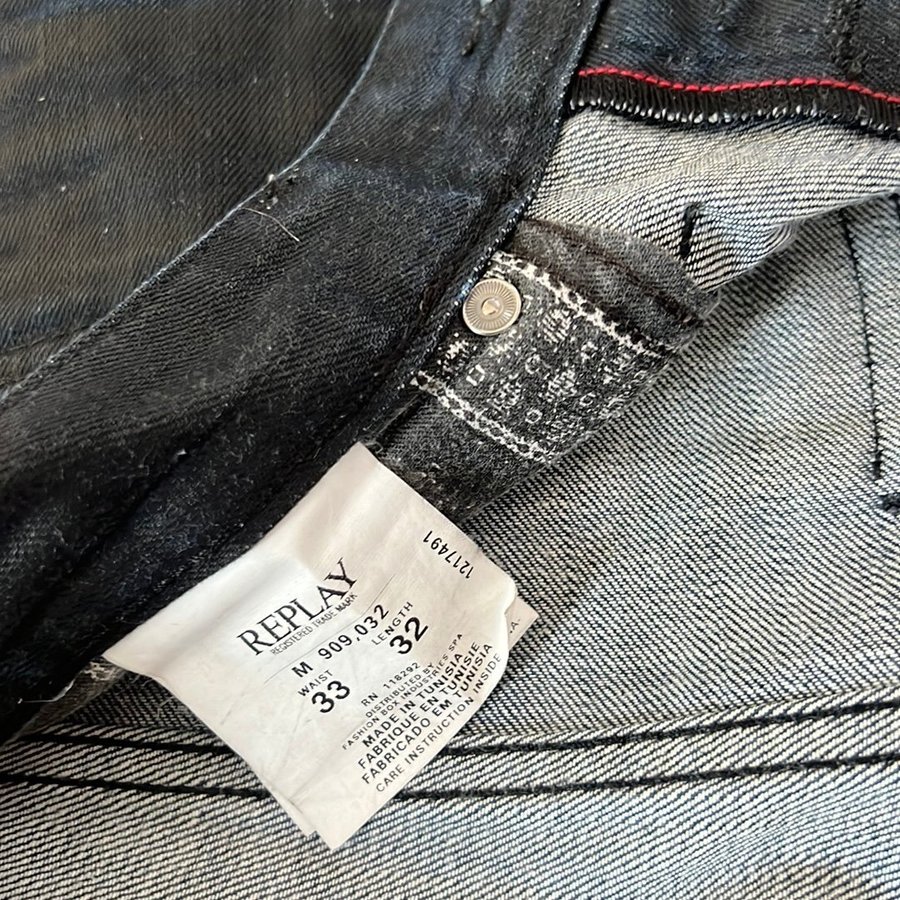 1217491
REPLAY
REGISTERED TRADE MARK
M 909,032
WAIST LENGTH
33 32
RN 118292
DISTRIBUTED BY
FASHION BOX INDUSTRIES SPA
MADE IN TUNISIA
FABRIQUE EN TUNISIE
FABRICADO EM TUNISIA
CARE INSTRUCTION INSIDE